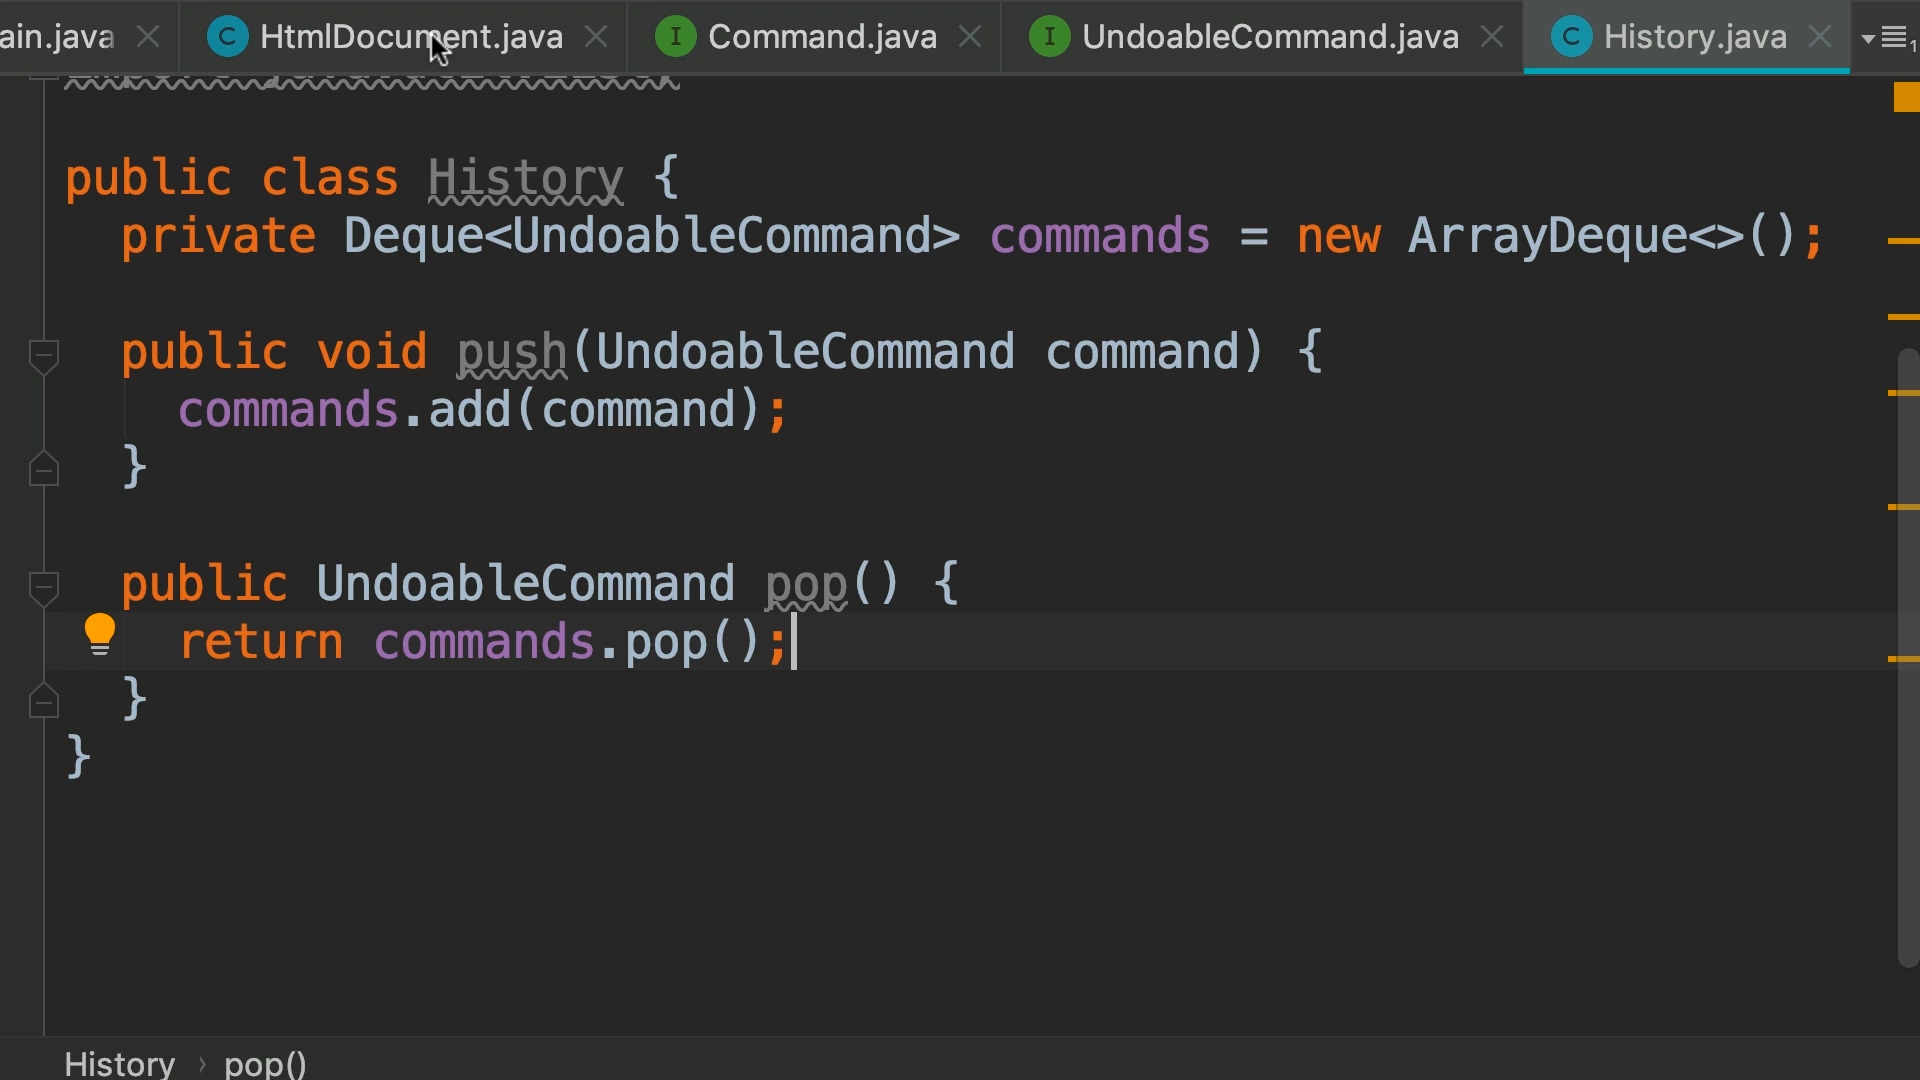 ain.java HtmlDocument.java Command.java UndoableCommand.java History.java
public class History {
private Deque<UndoableCommand> commands = new ArrayDeque<>();
public void push(UndoableCommand command) {
commands.add(command);
}
public UndoableCommand pop() {
return commands.pop();
}
}
History › pop()